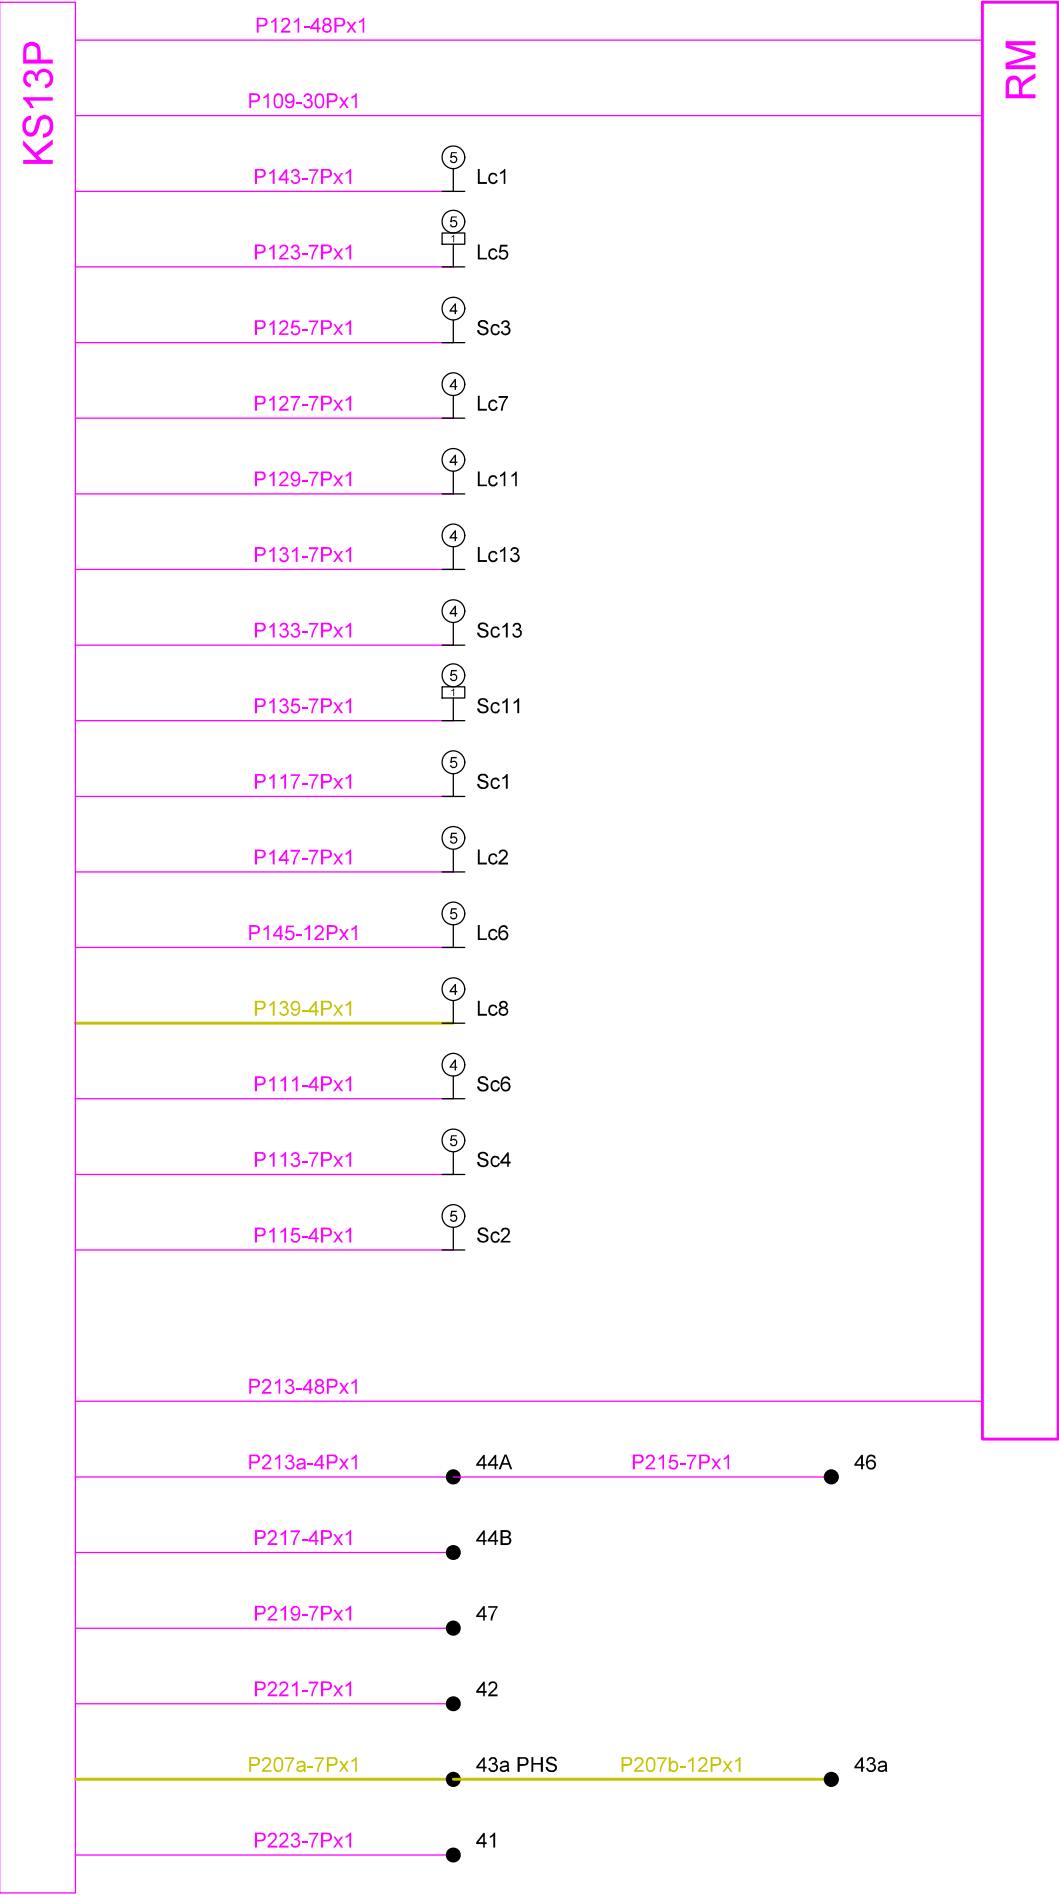 KS13P
RM
P121-48Px1
P109-30Px1
5
P143-7Px1 Lc1
5
1
P123-7Px1 Lc5
4
P125-7Px1 Sc3
4
P127-7Px1 Lc7
4
P129-7Px1 Lc11
4
P131-7Px1 Lc13
4
P133-7Px1 Sc13
5
1
P135-7Px1 Sc11
5
P117-7Px1 Sc1
5
P147-7Px1 Lc2
5
P145-12Px1 Lc6
4
P139-4Px1 Lc8
4
P111-4Px1 Sc6
5
P113-7Px1 Sc4
5
P115-4Px1 Sc2
P213-48Px1
P213a-4Px1 44A P215-7Px1 46
P217-4Px1 44B
P219-7Px1 47
P221-7Px1 42
P207a-7Px1 43a PHS P207b-12Px1 43a
P223-7Px1 41